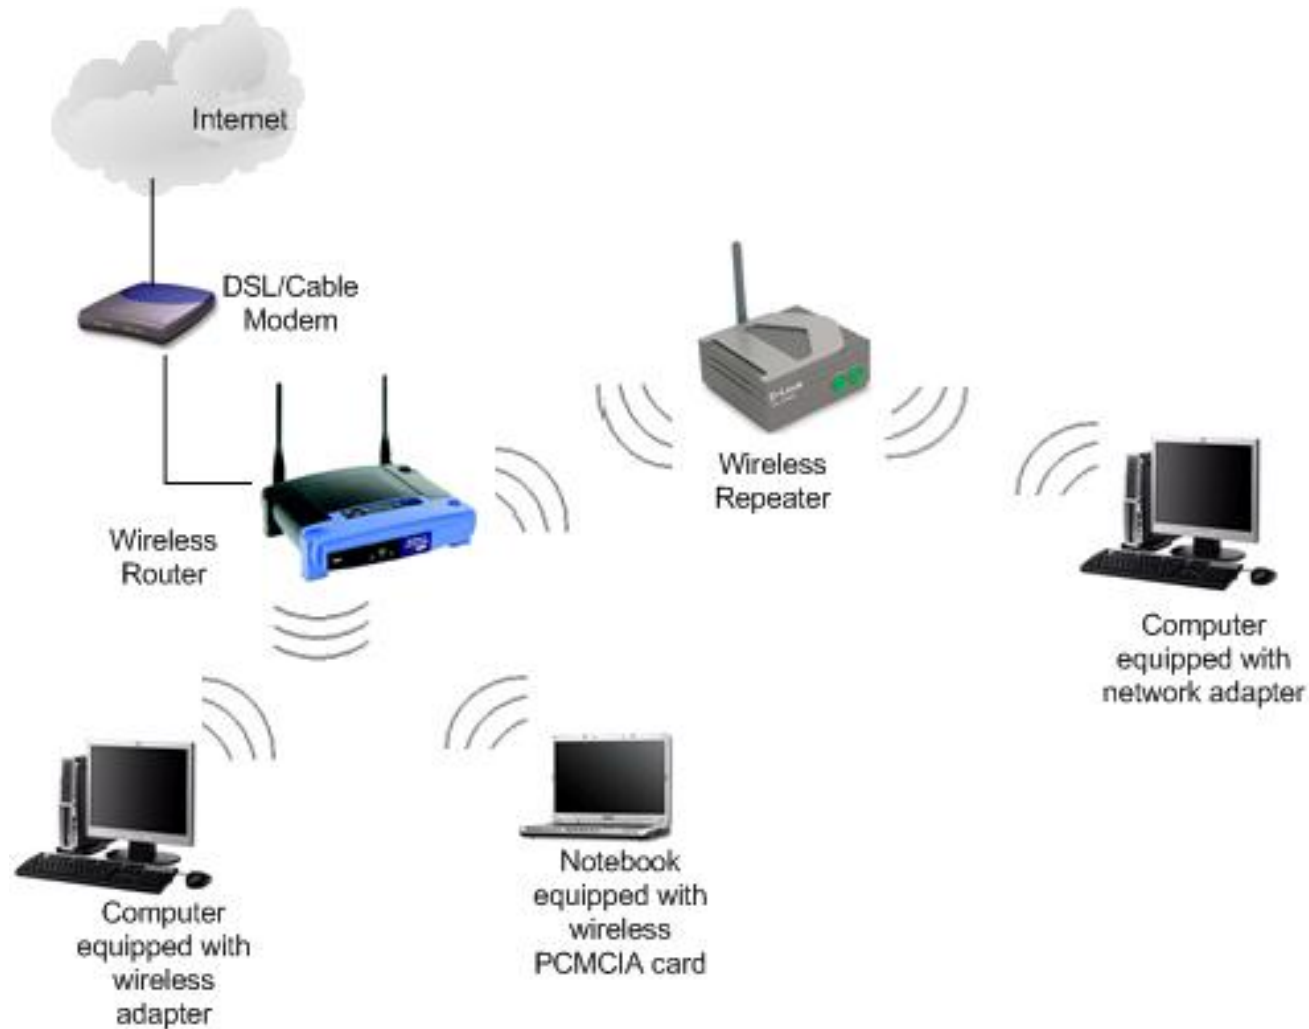 Internet
DSL/Cable
Modem
D-Link
Wireless
Repeater
Wireless
Router
Computer
equipped with
network adapter
Notebook
equipped with
wireless
PCMCIA card
Computer
equipped with
wireless
adapter